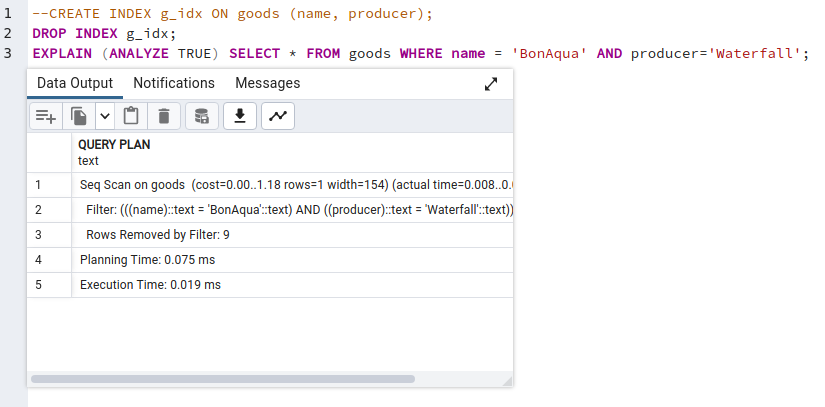 1 --CREATE INDEX g_idx ON goods (name, producer);
2 DROP INDEX g_idx;
3 EXPLAIN (ANALYZE TRUE) SELECT * FROM goods WHERE name = 'BonAqua' AND producer='Waterfall';
Data Output Notifications Messages
QUERY PLAN
text
1 Seq Scan on goods (cost=0.00..1.18 rows=1 width=154) (actual time=0.008..0.
2 Filter: (((name)::text = 'BonAqua'::text) AND ((producer)::text = 'Waterfall'::text))
3 Rows Removed by Filter: 9
4 Planning Time: 0.075 ms
5 Execution Time: 0.019 ms